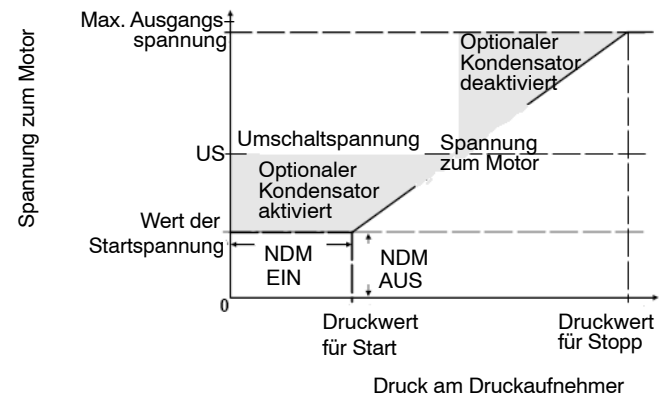 Max. Ausgangs
spannung
Spannung zum Motor
Optionaler
Kondensator
deaktiviert
Umschaltspannung
US
Spannung
zum Motor
Optionaler
Kondensator
aktiviert
Wert der
Startspannung
NDM
EIN
NDM
AUS
0
Druckwert
für Start
Druckwert
für Stopp
Druck am Druckaufnehmer